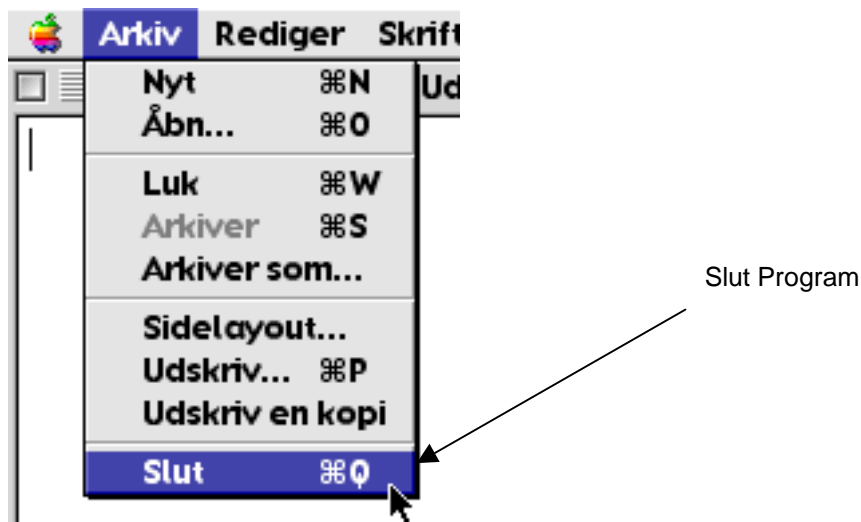 Arkiv Rediger Skrift
Ud
Nyt ⌘N
Åbn... ⌘O
Luk ⌘W
Arkiver ⌘S
Arkiver som...
Sidelayout...
Udskriv... ⌘P
Udskriv en kopi
Slut ⌘Q
Slut Program